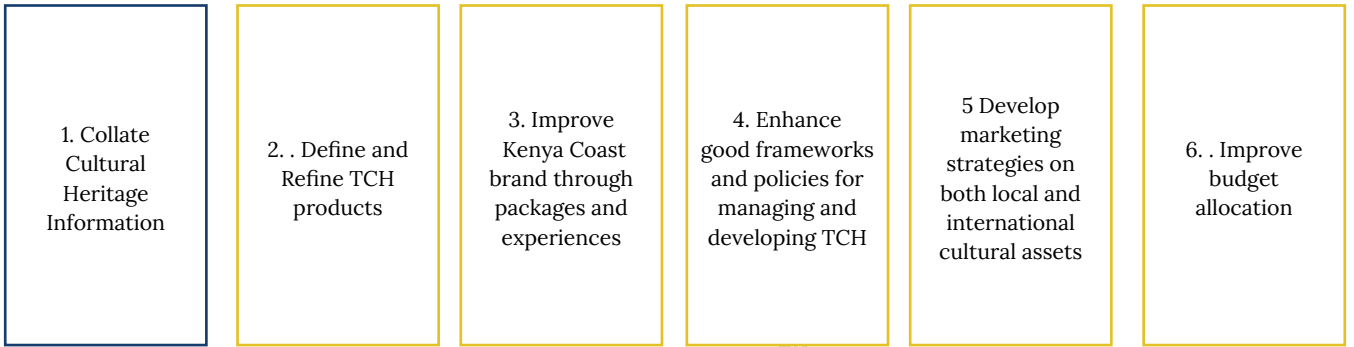 1. Collate
Cultural
Heritage
Information
2. . Define and
Refine TCH
products
3. Improve
Kenya Coast
brand through
packages and
experiences
4. Enhance
good frameworks
and policies for
managing and
developing TCH
5 Develop
marketing
strategies on
both local and
international
cultural assets
6. . Improve
budget
allocation